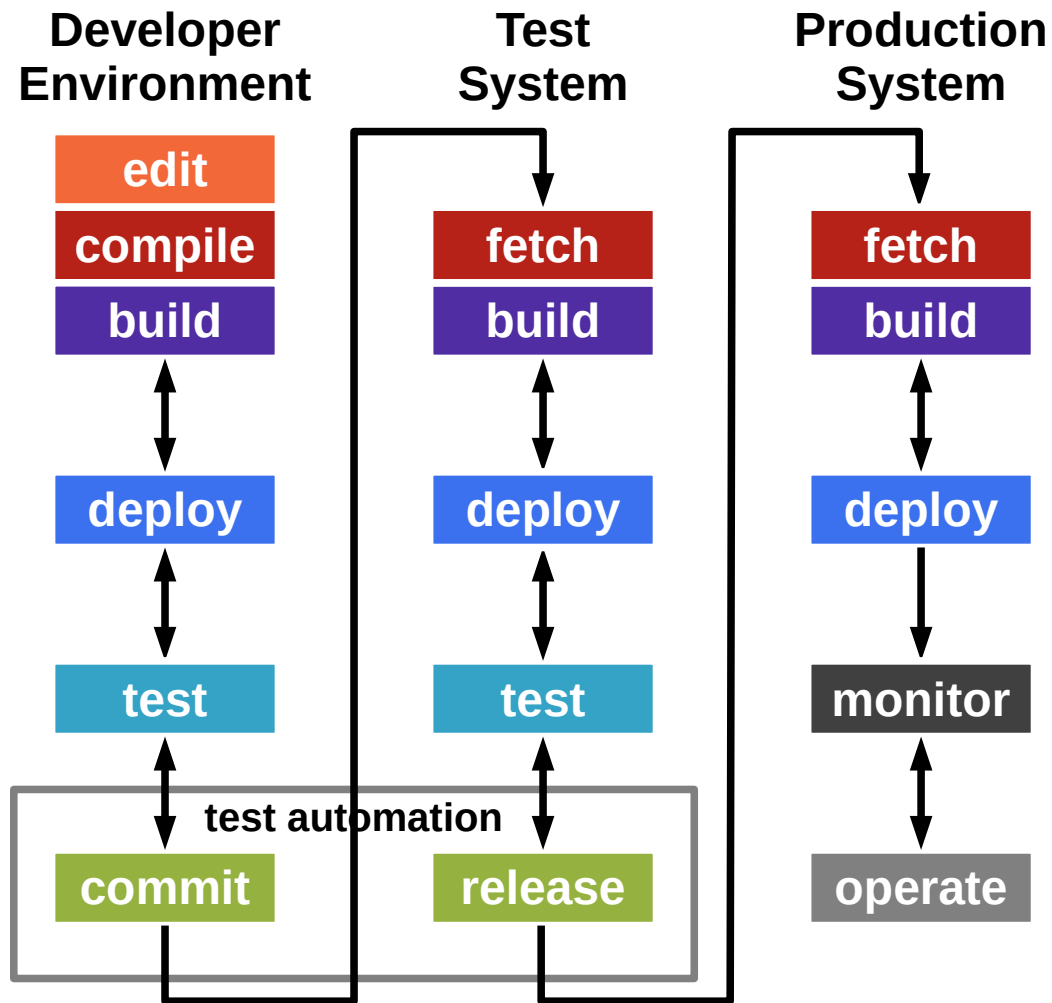 Developer
Environment
edit
compile
build
deploy
test
test automation
commit
Test
System
fetch
build
deploy
test
release
Production
System
fetch
build
deploy
monitor
operate